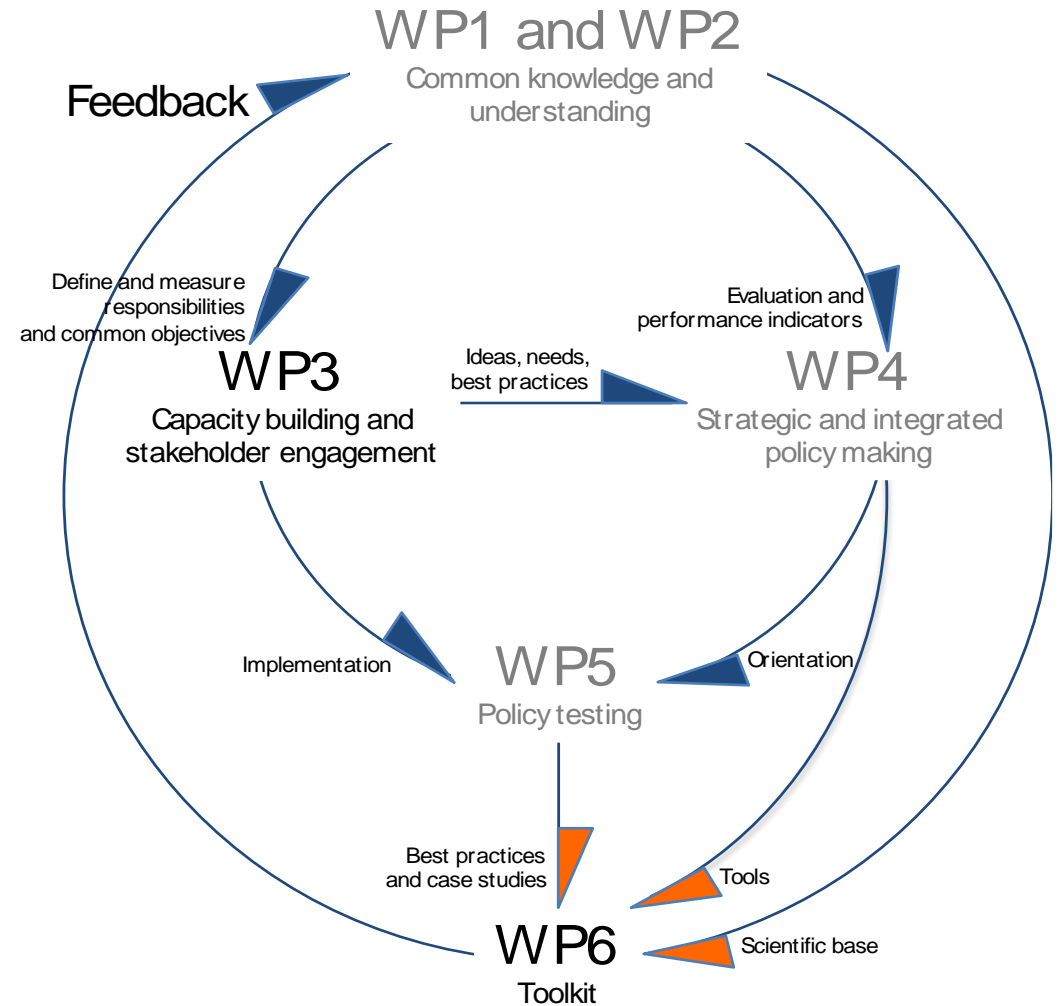 WP1 and WP2
Common knowledge and
understanding
Feedback
Define and measure
responsibilities
and common objectives
Evaluation and
performance indicators
WP3
Capacity building and
stakeholder engagement
Ideas, needs,
best practices
WP4
Strategic and integrated
policy making
Implementation
WP5
Policy testing
Orientation
Best practices
and case studies
Tools
WP6
Toolkit
Scientific base